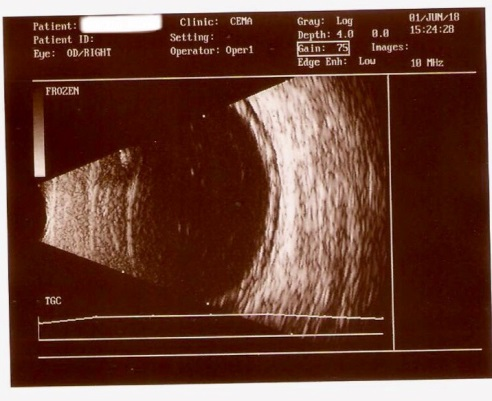 Patient:
Patient ID:
Eye: OD/RIGHT
Clinic: CEMA
Setting:
Operator: Oper1
Gray: Log
Depth: 4.0 0.0
Gain: 75 Images:
Edge Enh: Low
01/JUN/18
15:24:28
10 MHz
FROZEN
TGC